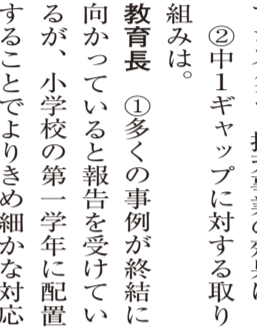 ②中1ギャップに対する取り
組みは。
教育長　①多くの事例が終結に
向かっていると報告を受けてい
るが、小学校の第一学年に配置
することでよりきめ細かな対応